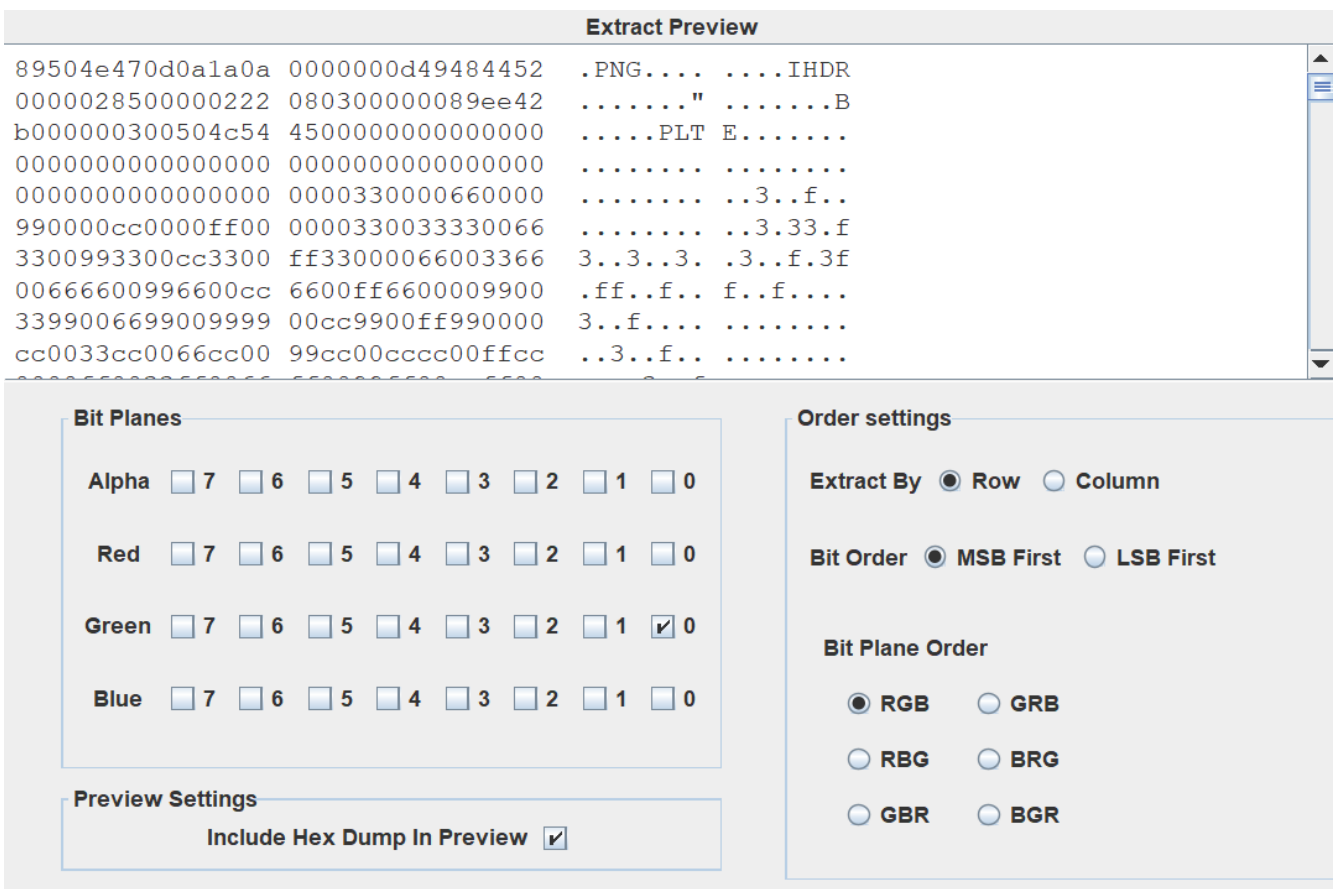 Extract Preview
89504e470d0a1a0a 0000000d49484452 .PNG.... ....IHDR
0000028500000222 080300000089ee42 ......." .......B
b000000300504c54 4500000000000000 .....PLT E.......
0000000000000000 0000000000000000 ........ ........
0000000000000000 0000330000660000 ........ ..3..f..
990000cc0000ff00 0000330033330066 ........ ..3.33.f
3300993300cc3300 ff33000066003366 3..3..3. .3..f.3f
00666600996600cc 6600ff6600009900 .ff..f.. f..f....
3399006699009999 00cc9900ff990000 3..f.... ........
cc0033cc0066cc00 99cc00cccc00ffcc ..3..f.. ........
Bit Planes
Alpha 7 6 5 4 3 2 1 0
Red 7 6 5 4 3 2 1 0
Green 7 6 5 4 3 2 1 0
Blue 7 6 5 4 3 2 1 0
Preview Settings
Include Hex Dump In Preview
Order settings
Extract By Row Column
Bit Order MSB First LSB First
Bit Plane Order
RGB GRB
RBG BRG
GBR BGR